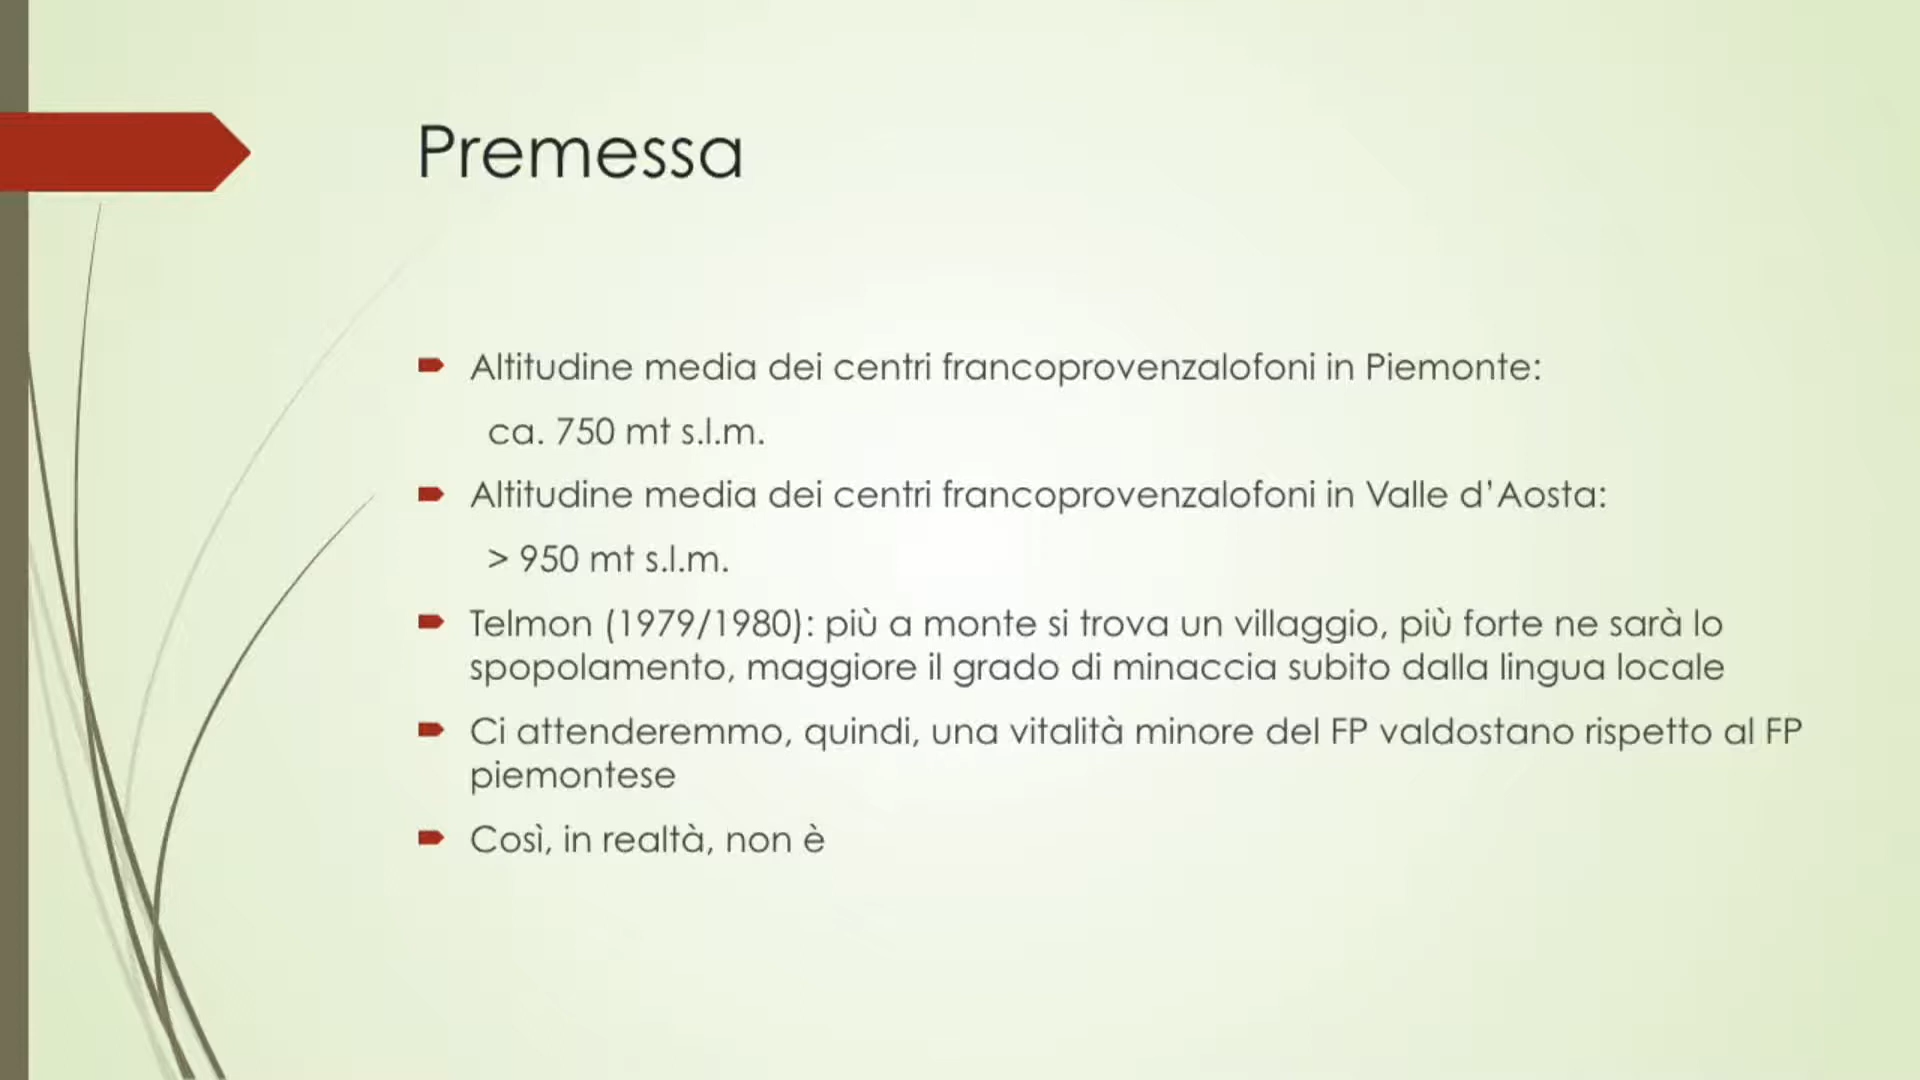 Premessa
Altitudine media dei centri francoprovenzalofoni in Piemonte:
ca. 750 mt s.l.m.
Altitudine media dei centri francoprovenzalofoni in Valle d’Aosta:
> 950 mt s.l.m.
Telmon (1979/1980): più a monte si trova un villaggio, più forte ne sarà lo
spopolamento, maggiore il grado di minaccia subito dalla lingua locale
Ci attenderemmo, quindi, una vitalità minore del FP valdostano rispetto al FP
piemontese
Così, in realtà, non è